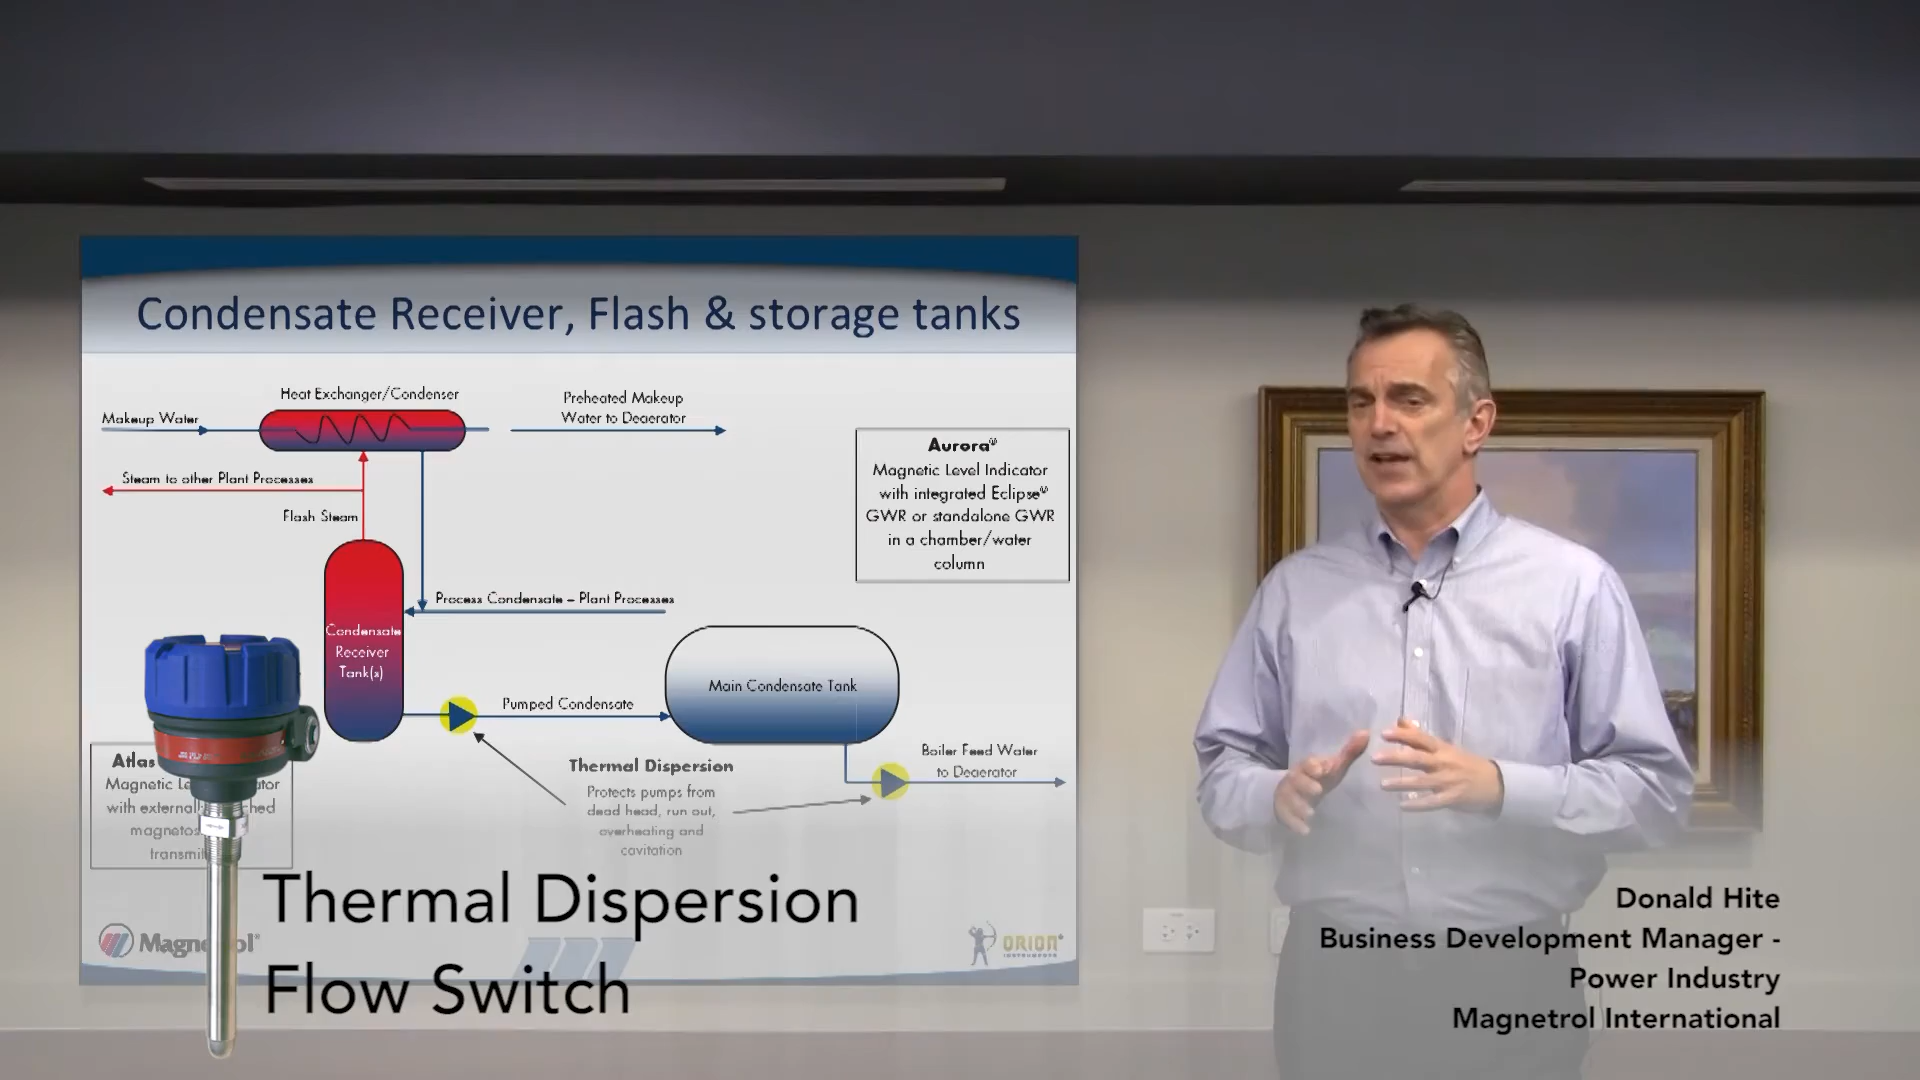 Condensate Receiver, Flash & storage tanks
Heat Exchanger/Condenser
Makeup Water
Preheated Makeup
Water to Deaerator
Steam to other Plant Processes
Flash Steam
Aurora®
Magnetic Level Indicator
with integrated Eclipse®
GWR or standalone GWR
in a chamber/water
column
Process Condensate – Plant Processes
Condensate
Receiver
Tank(s)
Main Condensate Tank
Pumped Condensate
Boiler Feed Water
to Deaerator
Thermal Dispersion
Protects pumps from
dead head, run out,
overheating and
cavitation
Atlas
Magnetic
with
Thermal Dispersion
Flow Switch
ORION®
INSTRUMENTS
Donald Hite
Business Development Manager -
Power Industry
Magnetrol International